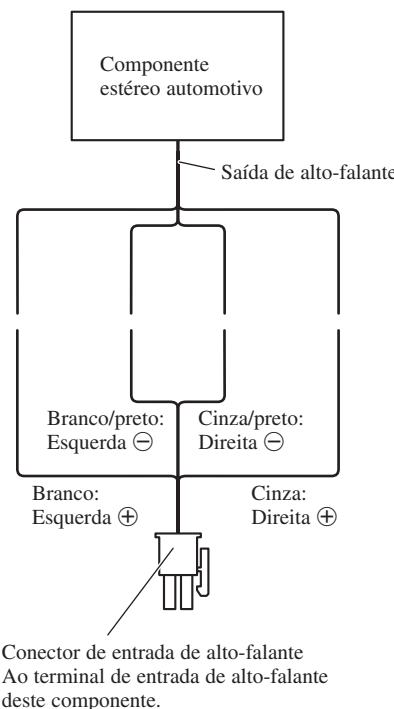 Componente
estéreo automotivo
Saída de alto-falante
Branco/preto:
Esquerda ⊖
Cinza/preto:
Direita ⊖
Branco:
Esquerda ⊕
Cinza:
Direita ⊕
Conector de entrada de alto-falante
Ao terminal de entrada de alto-falante
deste componente.